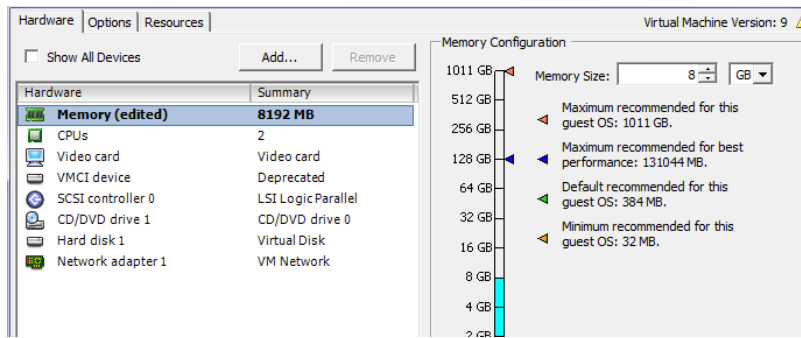 Hardware Options Resources Virtual Machine Version: 9
Show All Devices Add... Remove
Hardware Summary
Memory (edited) 8192 MB
CPUs 2
Video card Video card
VMCI device Deprecated
SCSI controller 0 LSI Logic Parallel
CD/DVD drive 1 CD/DVD drive 0
Hard disk 1 Virtual Disk
Network adapter 1 VM Network
Memory Configuration
Memory Size: 8 GB
1011 GB
512 GB
256 GB
128 GB
64 GB
32 GB
16 GB
8 GB
4 GB
2 GB
Maximum recommended for this
guest OS: 1011 GB.
Maximum recommended for best
performance: 131044 MB.
Default recommended for this
guest OS: 384 MB.
Minimum recommended for this
guest OS: 32 MB.